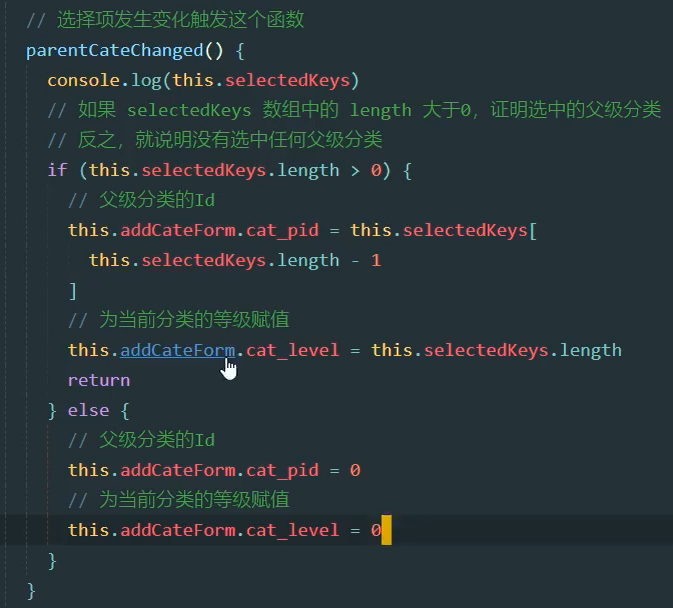 // 选择项发生变化触发这个函数
parentCateChanged() {
console.log(this.selectedKeys)
// 如果 selectedKeys 数组中的 length 大于0，证明选中的父级分类
// 反之，就说明没有选中任何父级分类
if (this.selectedKeys.length > 0) {
// 父级分类的Id
this.addCateForm.cat_pid = this.selectedKeys[
this.selectedKeys.length - 1
]
// 为当前分类的等级赋值
this.addCateForm.cat_level = this.selectedKeys.length
return
} else {
// 父级分类的Id
this.addCateForm.cat_pid = 0
// 为当前分类的等级赋值
this.addCateForm.cat_level = 0
}
}